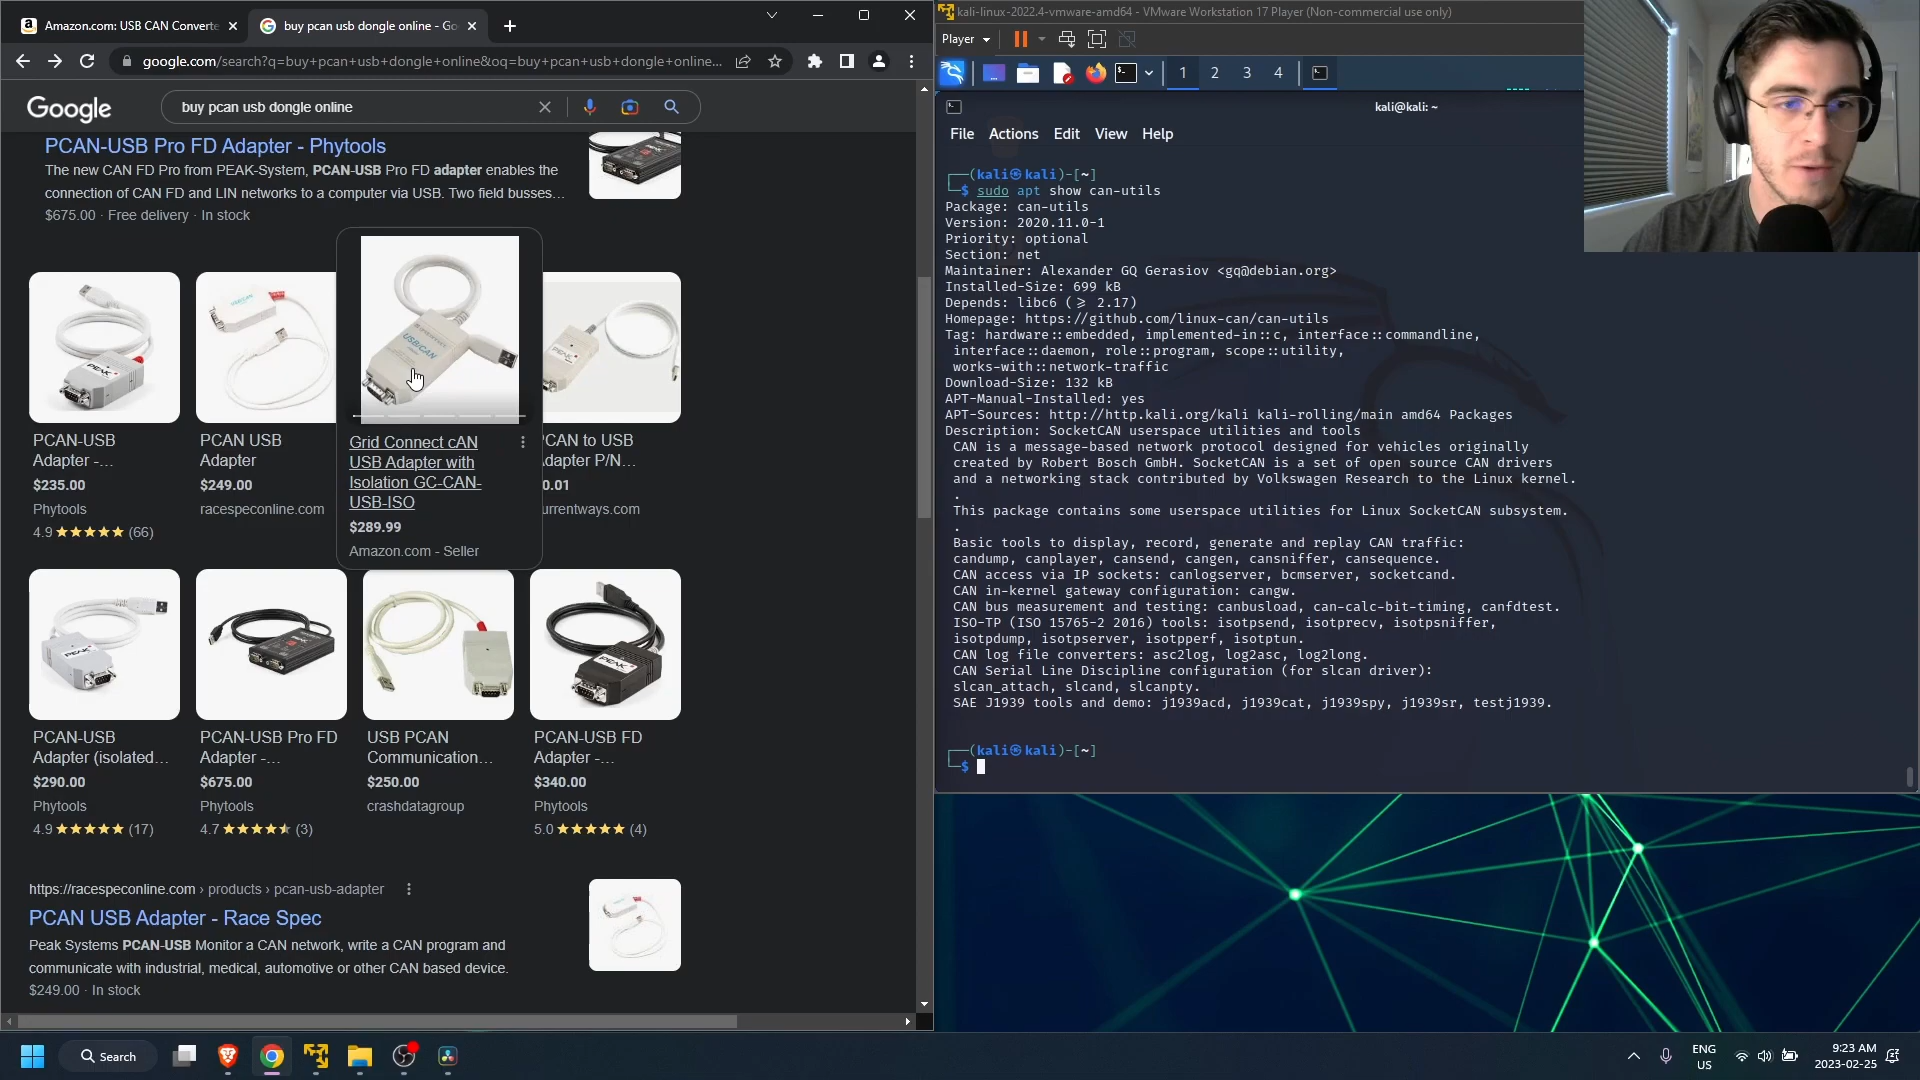 Amazon.com: USB CAN Converte
buy pcan usb dongle online - Go
google.com/search?q=buy+pcan+usb+dongle+online&oq=buy+pcan+usb+dongle+online...
Google
buy pcan usb dongle online
PCAN-USB Pro FD Adapter - Phytools
The new CAN FD Pro from PEAK-System, PCAN-USB Pro FD adapter enables the
connection of CAN FD and LIN networks to a computer via USB. Two field busses...
$675.00 · Free delivery · In stock
PEAK
USB/CAN
PEAK
PCAN-USB
Adapter -...
$235.00
Phytools
4.9 (66)
PCAN USB
Adapter
$249.00
racespeconline.com
Grid Connect cAN
USB Adapter with
Isolation GC-CAN-
USB-ISO
$289.99
Amazon.com - Seller
CAN to USB
dapter P/N...
0.01
urrentways.com
PEAK
PEAK
PCAN-USB
Adapter (isolated...
$290.00
Phytools
4.9 (17)
PCAN-USB Pro FD
Adapter -...
$675.00
Phytools
4.7 (3)
USB PCAN
Communication...
$250.00
crashdatagroup
PCAN-USB FD
Adapter -...
$340.00
Phytools
5.0 (4)
https://racespeconline.com › products › pcan-usb-adapter
PCAN USB Adapter - Race Spec
Peak Systems PCAN-USB Monitor a CAN network, write a CAN program and
communicate with industrial, medical, automotive or other CAN based device.
$249.00 · In stock
kali-linux-2022.4-vmware-amd64 - VMware Workstation 17 Player (Non-commercial use only)
Player
1 2 3 4
kali@kali: ~
File Actions Edit View Help
┌──(kali㉿kali)-[~]
└─$ sudo apt show can-utils
Package: can-utils
Version: 2020.11.0-1
Priority: optional
Section: net
Maintainer: Alexander GQ Gerasiov <gq@debian.org>
Installed-Size: 699 kB
Depends: libc6 (≥ 2.17)
Homepage: https://github.com/linux-can/can-utils
Tag: hardware::embedded, implemented-in::c, interface::commandline,
interface::daemon, role::program, scope::utility,
works-with::network-traffic
Download-Size: 132 kB
APT-Manual-Installed: yes
APT-Sources: http://http.kali.org/kali kali-rolling/main amd64 Packages
Description: SocketCAN userspace utilities and tools
CAN is a message-based network protocol designed for vehicles originally
created by Robert Bosch GmbH. SocketCAN is a set of open source CAN drivers
and a networking stack contributed by Volkswagen Research to the Linux kernel.
.
This package contains some userspace utilities for Linux SocketCAN subsystem.
.
Basic tools to display, record, generate and replay CAN traffic:
candump, canplayer, cansend, cangen, cansniffer, cansequence.
CAN access via IP sockets: canlogserver, bcmserver, socketcand.
CAN in-kernel gateway configuration: cangw.
CAN bus measurement and testing: canbusload, can-calc-bit-timing, canfdtest.
ISO-TP (ISO 15765-2 2016) tools: isotpsend, isotprecv, isotpsniffer,
isotpdump, isotpserver, isotpperf, isotptun.
CAN log file converters: asc2log, log2asc, log2long.
CAN Serial Line Discipline configuration (for slcan driver):
slcan_attach, slcand, slcanpty.
SAE J1939 tools and demo: j1939acd, j1939cat, j1939spy, j1939sr, testj1939.
┌──(kali㉿kali)-[~]
└─$
Search
ENG
US
9:23 AM
2023-02-25